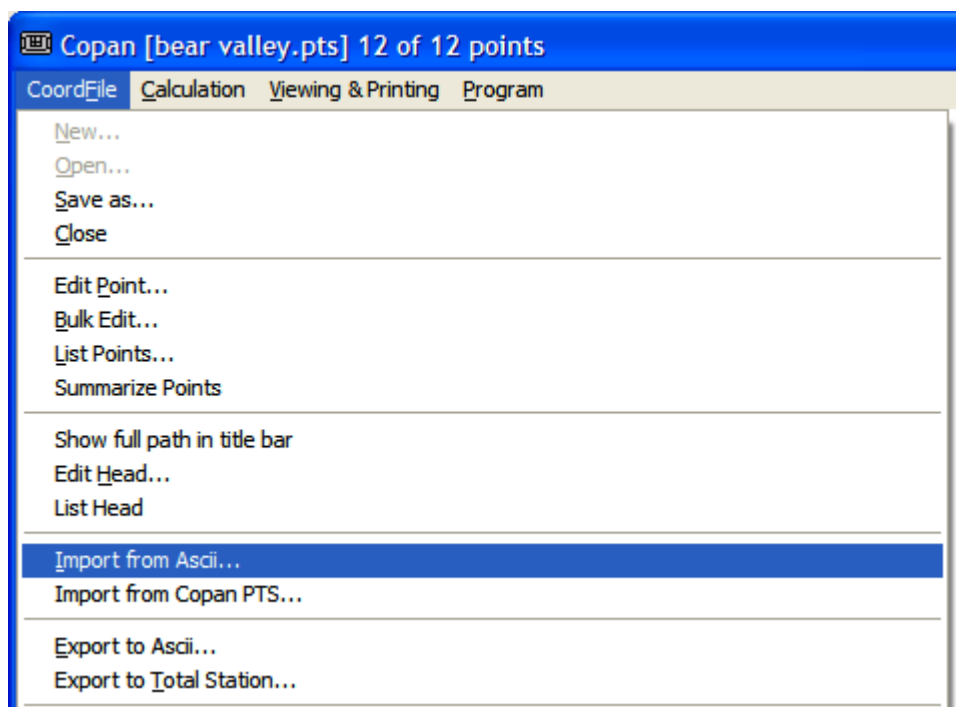 Copan [bear valley.pts] 12 of 12 points
CoordFile Calculation Viewing & Printing Program
New...
Open...
Save as...
Close
Edit Point...
Bulk Edit...
List Points...
Summarize Points
Show full path in title bar
Edit Head...
List Head
Import from Ascii...
Import from Copan PTS...
Export to Ascii...
Export to Total Station...